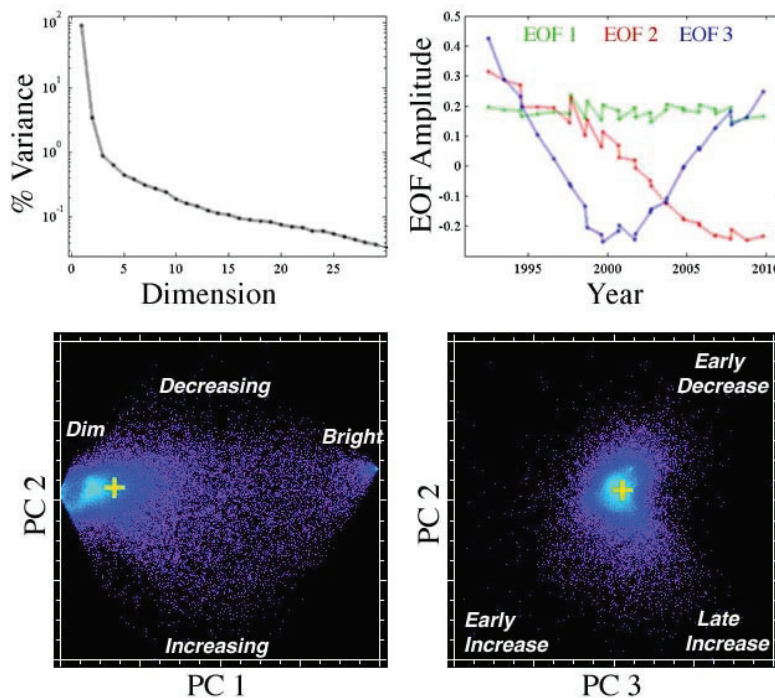 10^2
10^1
10^0
10^-1
% Variance
0 5 10 15 20 25
Dimension
0.5
0.4
0.3
0.2
0.1
0
-0.1
-0.2
EOF Amplitude
EOF 1 EOF 2 EOF 3
1995 2000 2005 2010
Year
Decreasing
Dim
Bright
Increasing
PC 2
PC 1
Early
Decrease
Early
Increase
Late
Increase
PC 2
PC 3